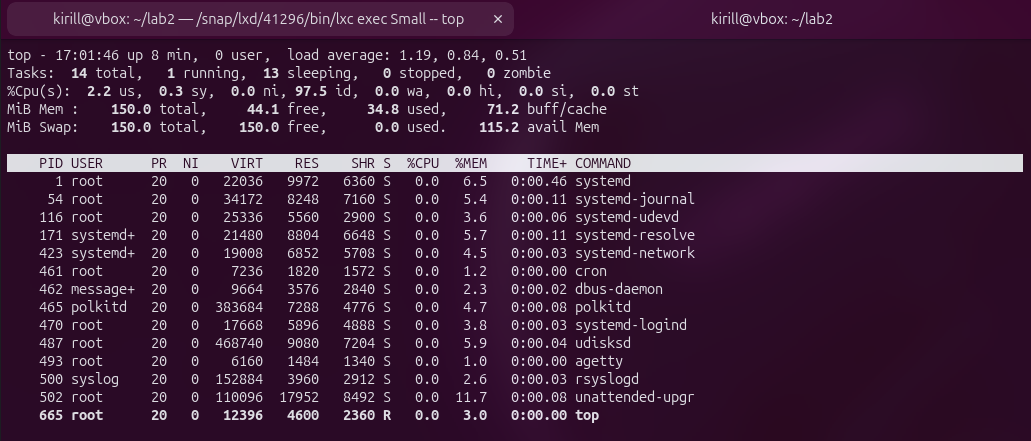 kirill@vbox: ~/lab2 — /snap/lxd/41296/bin/lxc exec Small -- top × kirill@vbox: ~/lab2
top - 17:01:46 up 8 min,  0 user,  load average: 1.19, 0.84, 0.51
Tasks:  14 total,   1 running,  13 sleeping,   0 stopped,   0 zombie
%Cpu(s):  2.2 us,  0.3 sy,  0.0 ni, 97.5 id,  0.0 wa,  0.0 hi,  0.0 si,  0.0 st
MiB Mem :    150.0 total,     44.1 free,     34.8 used,     71.2 buff/cache
MiB Swap:    150.0 total,    150.0 free,      0.0 used.    115.2 avail Mem
PID USER      PR  NI    VIRT    RES    SHR S  %CPU  %MEM     TIME+ COMMAND
1 root      20   0   22036   9972   6360 S   0.0   6.5   0:00.46 systemd
54 root      20   0   34172   8248   7160 S   0.0   5.4   0:00.11 systemd-journal
116 root      20   0   25336   5560   2900 S   0.0   3.6   0:00.06 systemd-udevd
171 systemd+  20   0   21480   8804   6648 S   0.0   5.7   0:00.11 systemd-resolve
423 systemd+  20   0   19008   6852   5708 S   0.0   4.5   0:00.03 systemd-network
461 root      20   0    7236   1820   1572 S   0.0   1.2   0:00.00 cron
462 message+  20   0    9664   3576   2840 S   0.0   2.3   0:00.02 dbus-daemon
465 polkitd   20   0  383684   7288   4776 S   0.0   4.7   0:00.08 polkitd
470 root      20   0   17668   5896   4888 S   0.0   3.8   0:00.03 systemd-logind
487 root      20   0  468740   9080   7204 S   0.0   5.9   0:00.04 udisksd
493 root      20   0    6160   1484   1340 S   0.0   1.0   0:00.00 agetty
500 syslog    20   0  152884   3960   2912 S   0.0   2.6   0:00.03 rsyslogd
502 root      20   0  110096  17952   8492 S   0.0  11.7   0:00.08 unattended-upgr
665 root      20   0   12396   4600   2360 R   0.0   3.0   0:00.00 top